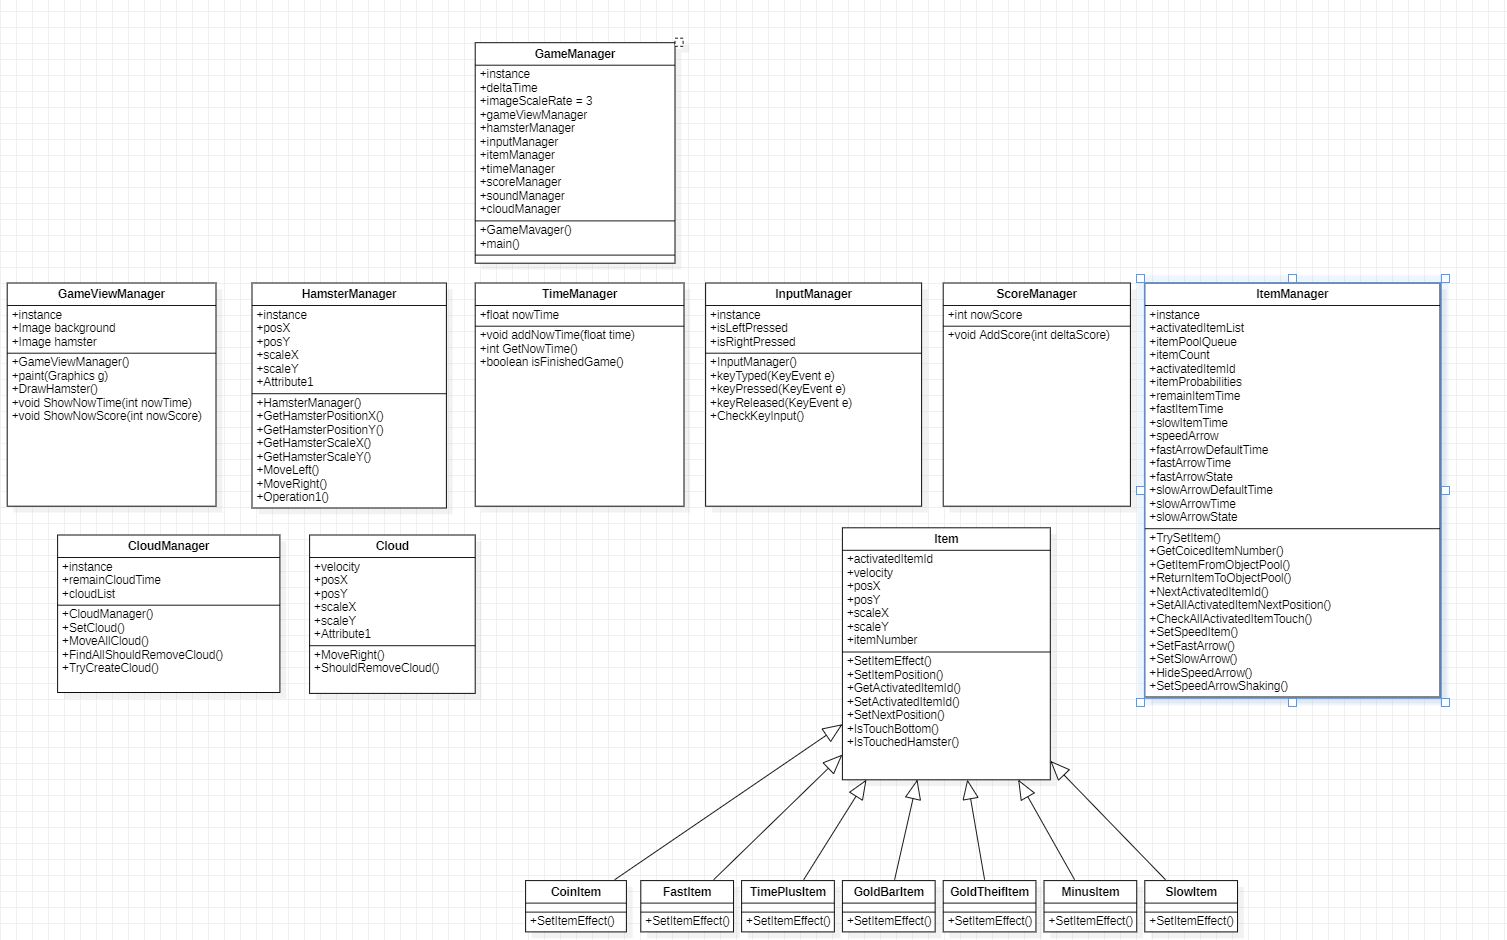 GameManager
+instance
+deltaTime
+imageScaleRate = 3
+gameViewManager
+hamsterManager
+inputManager
+itemManager
+timeManager
+scoreManager
+soundManager
+cloudManager
+GameMavager()
+main()
GameViewManager
+instance
+Image background
+Image hamster
+GameViewManager()
+paint(Graphics g)
+DrawHamster()
+void ShowNowTime(int nowTime)
+void ShowNowScore(int nowScore)
HamsterManager
+instance
+posX
+posY
+scaleX
+scaleY
+Attribute1
+HamsterManager()
+GetHamsterPositionX()
+GetHamsterPositionY()
+GetHamsterScaleX()
+GetHamsterScaleY()
+MoveLeft()
+MoveRight()
+Operation1()
TimeManager
+float nowTime
+void addNowTime(float time)
+int GetNowTime()
+boolean isFinishedGame()
InputManager
+instance
+isLeftPressed
+isRightPressed
+InputManager()
+keyTyped(KeyEvent e)
+keyPressed(KeyEvent e)
+keyReleased(KeyEvent e)
+CheckKeyInput()
ScoreManager
+int nowScore
+void AddScore(int deltaScore)
ItemManager
+instance
+activatedItemList
+itemPoolQueue
+itemCount
+activatedItemId
+itemProbabilities
+remainItemTime
+fastItemTime
+slowItemTime
+speedArrow
+fastArrowDefaultTime
+fastArrowTime
+fastArrowState
+slowArrowDefaultTime
+slowArrowTime
+slowArrowState
+TrySetItem()
+GetCoicedItemNumber()
+GetItemFromObjectPool()
+ReturnItemToObjectPool()
+NextActivatedItemId()
+SetAllActivatedItemNextPosition()
+CheckAllActivatedItemTouch()
+SetSpeedItem()
+SetFastArrow()
+SetSlowArrow()
+HideSpeedArrow()
+SetSpeedArrowShaking()
CloudManager
+instance
+remainCloudTime
+cloudList
+CloudManager()
+SetCloud()
+MoveAllCloud()
+FindAllShouldRemoveCloud()
+TryCreateCloud()
Cloud
+velocity
+posX
+posY
+scaleX
+scaleY
+Attribute1
+MoveRight()
+ShouldRemoveCloud()
Item
+activatedItemId
+velocity
+posX
+posY
+scaleX
+scaleY
+itemNumber
+SetItemEffect()
+SetItemPosition()
+GetActivatedItemId()
+SetActivatedItemId()
+SetNextPosition()
+IsTouchBottom()
+IsTouchedHamster()
CoinItem
+SetItemEffect()
FastItem
+SetItemEffect()
TimePlusItem
+SetItemEffect()
GoldBarItem
+SetItemEffect()
GoldTheifItem
+SetItemEffect()
MinusItem
+SetItemEffect()
SlowItem
+SetItemEffect()